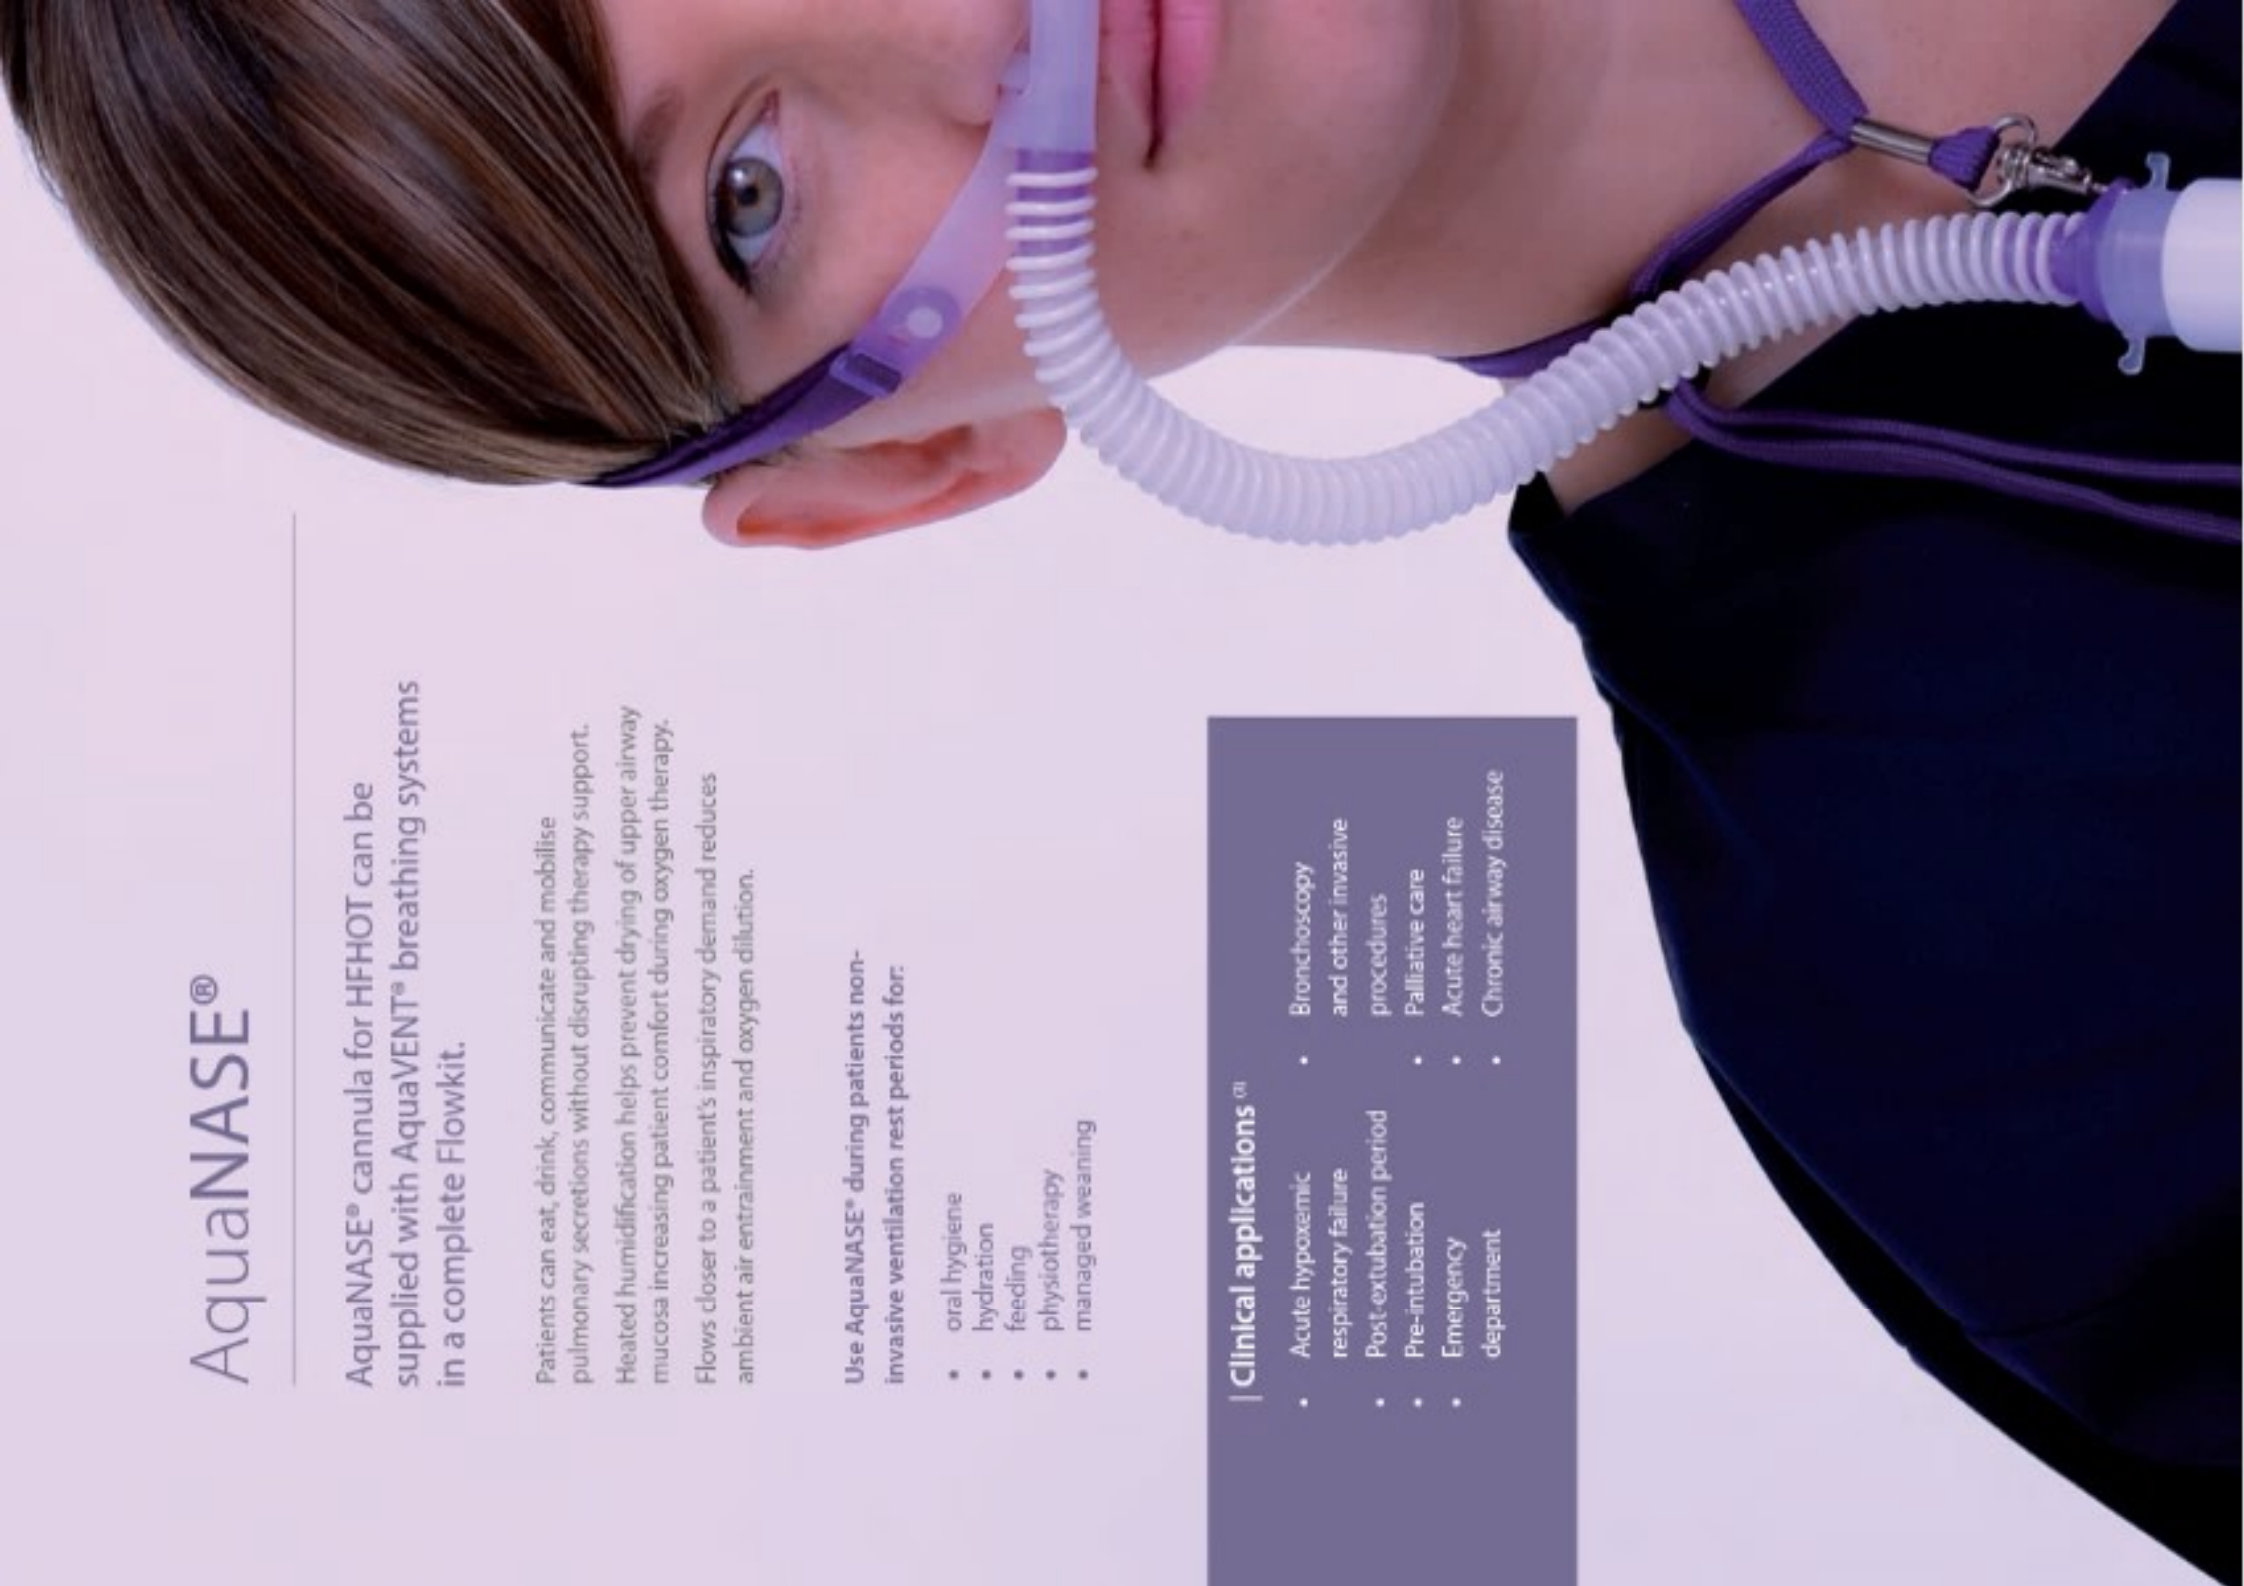 AquaNASE®
AquaNASE® cannula for HFHOT can be
supplied with AquaVENT® breathing systems
in a complete Flowkit.
Patients can eat, drink, communicate and mobilise
pulmonary secretions without disrupting therapy support.
Heated humidification helps prevent drying of upper airway
mucosa increasing patient comfort during oxygen therapy.
Flows closer to a patient's inspiratory demand reduces
ambient air entrainment and oxygen dilution.
Use AquaNASE® during patients non-
invasive ventilation rest periods for:
• oral hygiene
• hydration
• feeding
• physiotherapy
• managed weaning
| Clinical applications
• Acute hypoxemic
respiratory failure
• Post-extubation period
• Pre-intubation
• Emergency
department
• Bronchoscopy
and other invasive
procedures
• Palliative care
• Acute heart failure
• Chronic airway disease